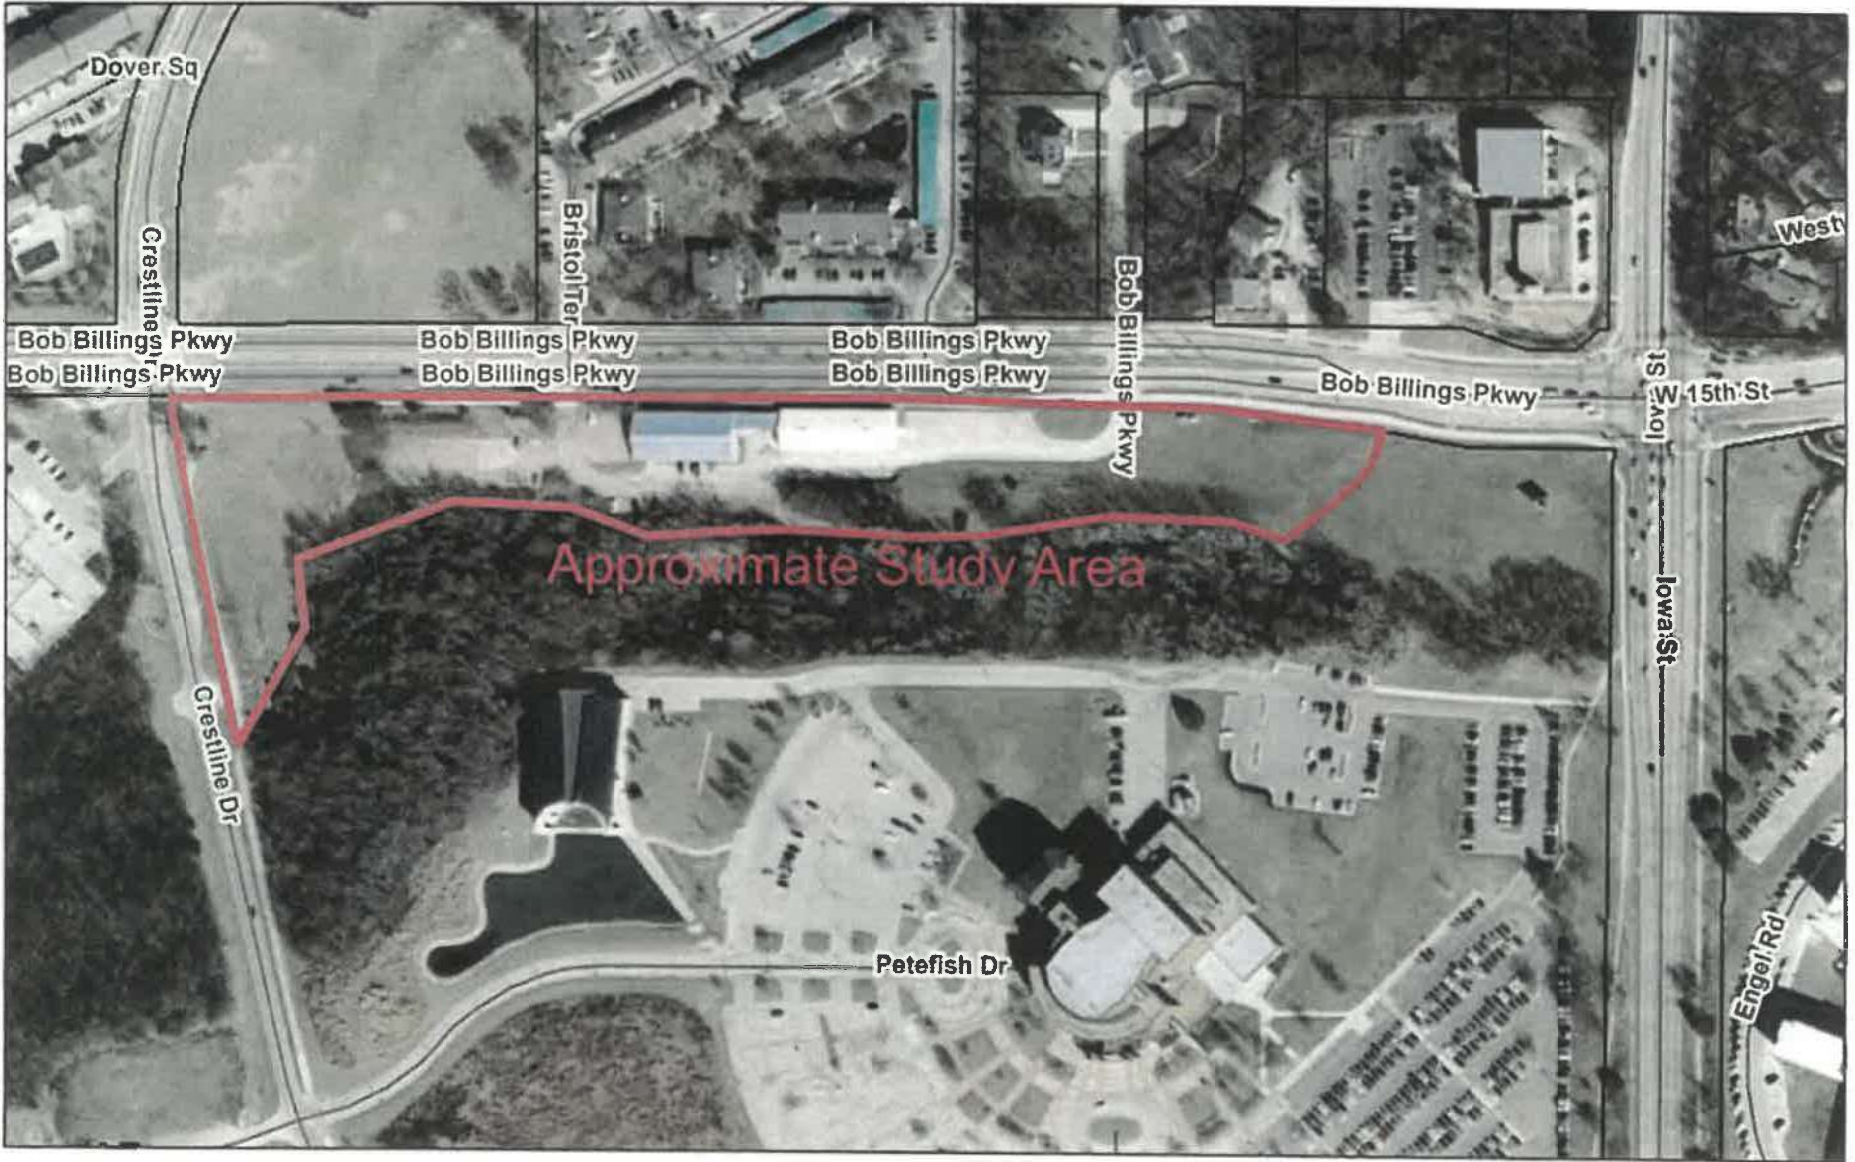 Dover Sq
Crestline Dr
Bristol Ter
Bob Billings Pkwy
West
Bob Billings Pkwy
Bob Billings Pkwy
Bob Billings Pkwy
Bob Billings Pkwy
Bob Billings Pkwy
Bob Billings Pkwy
Bob Billings Pkwy
Iowa St
W 15th St
Approximate Study Area
Iowa St
Crestline Dr
Petefish Dr
Engel Rd